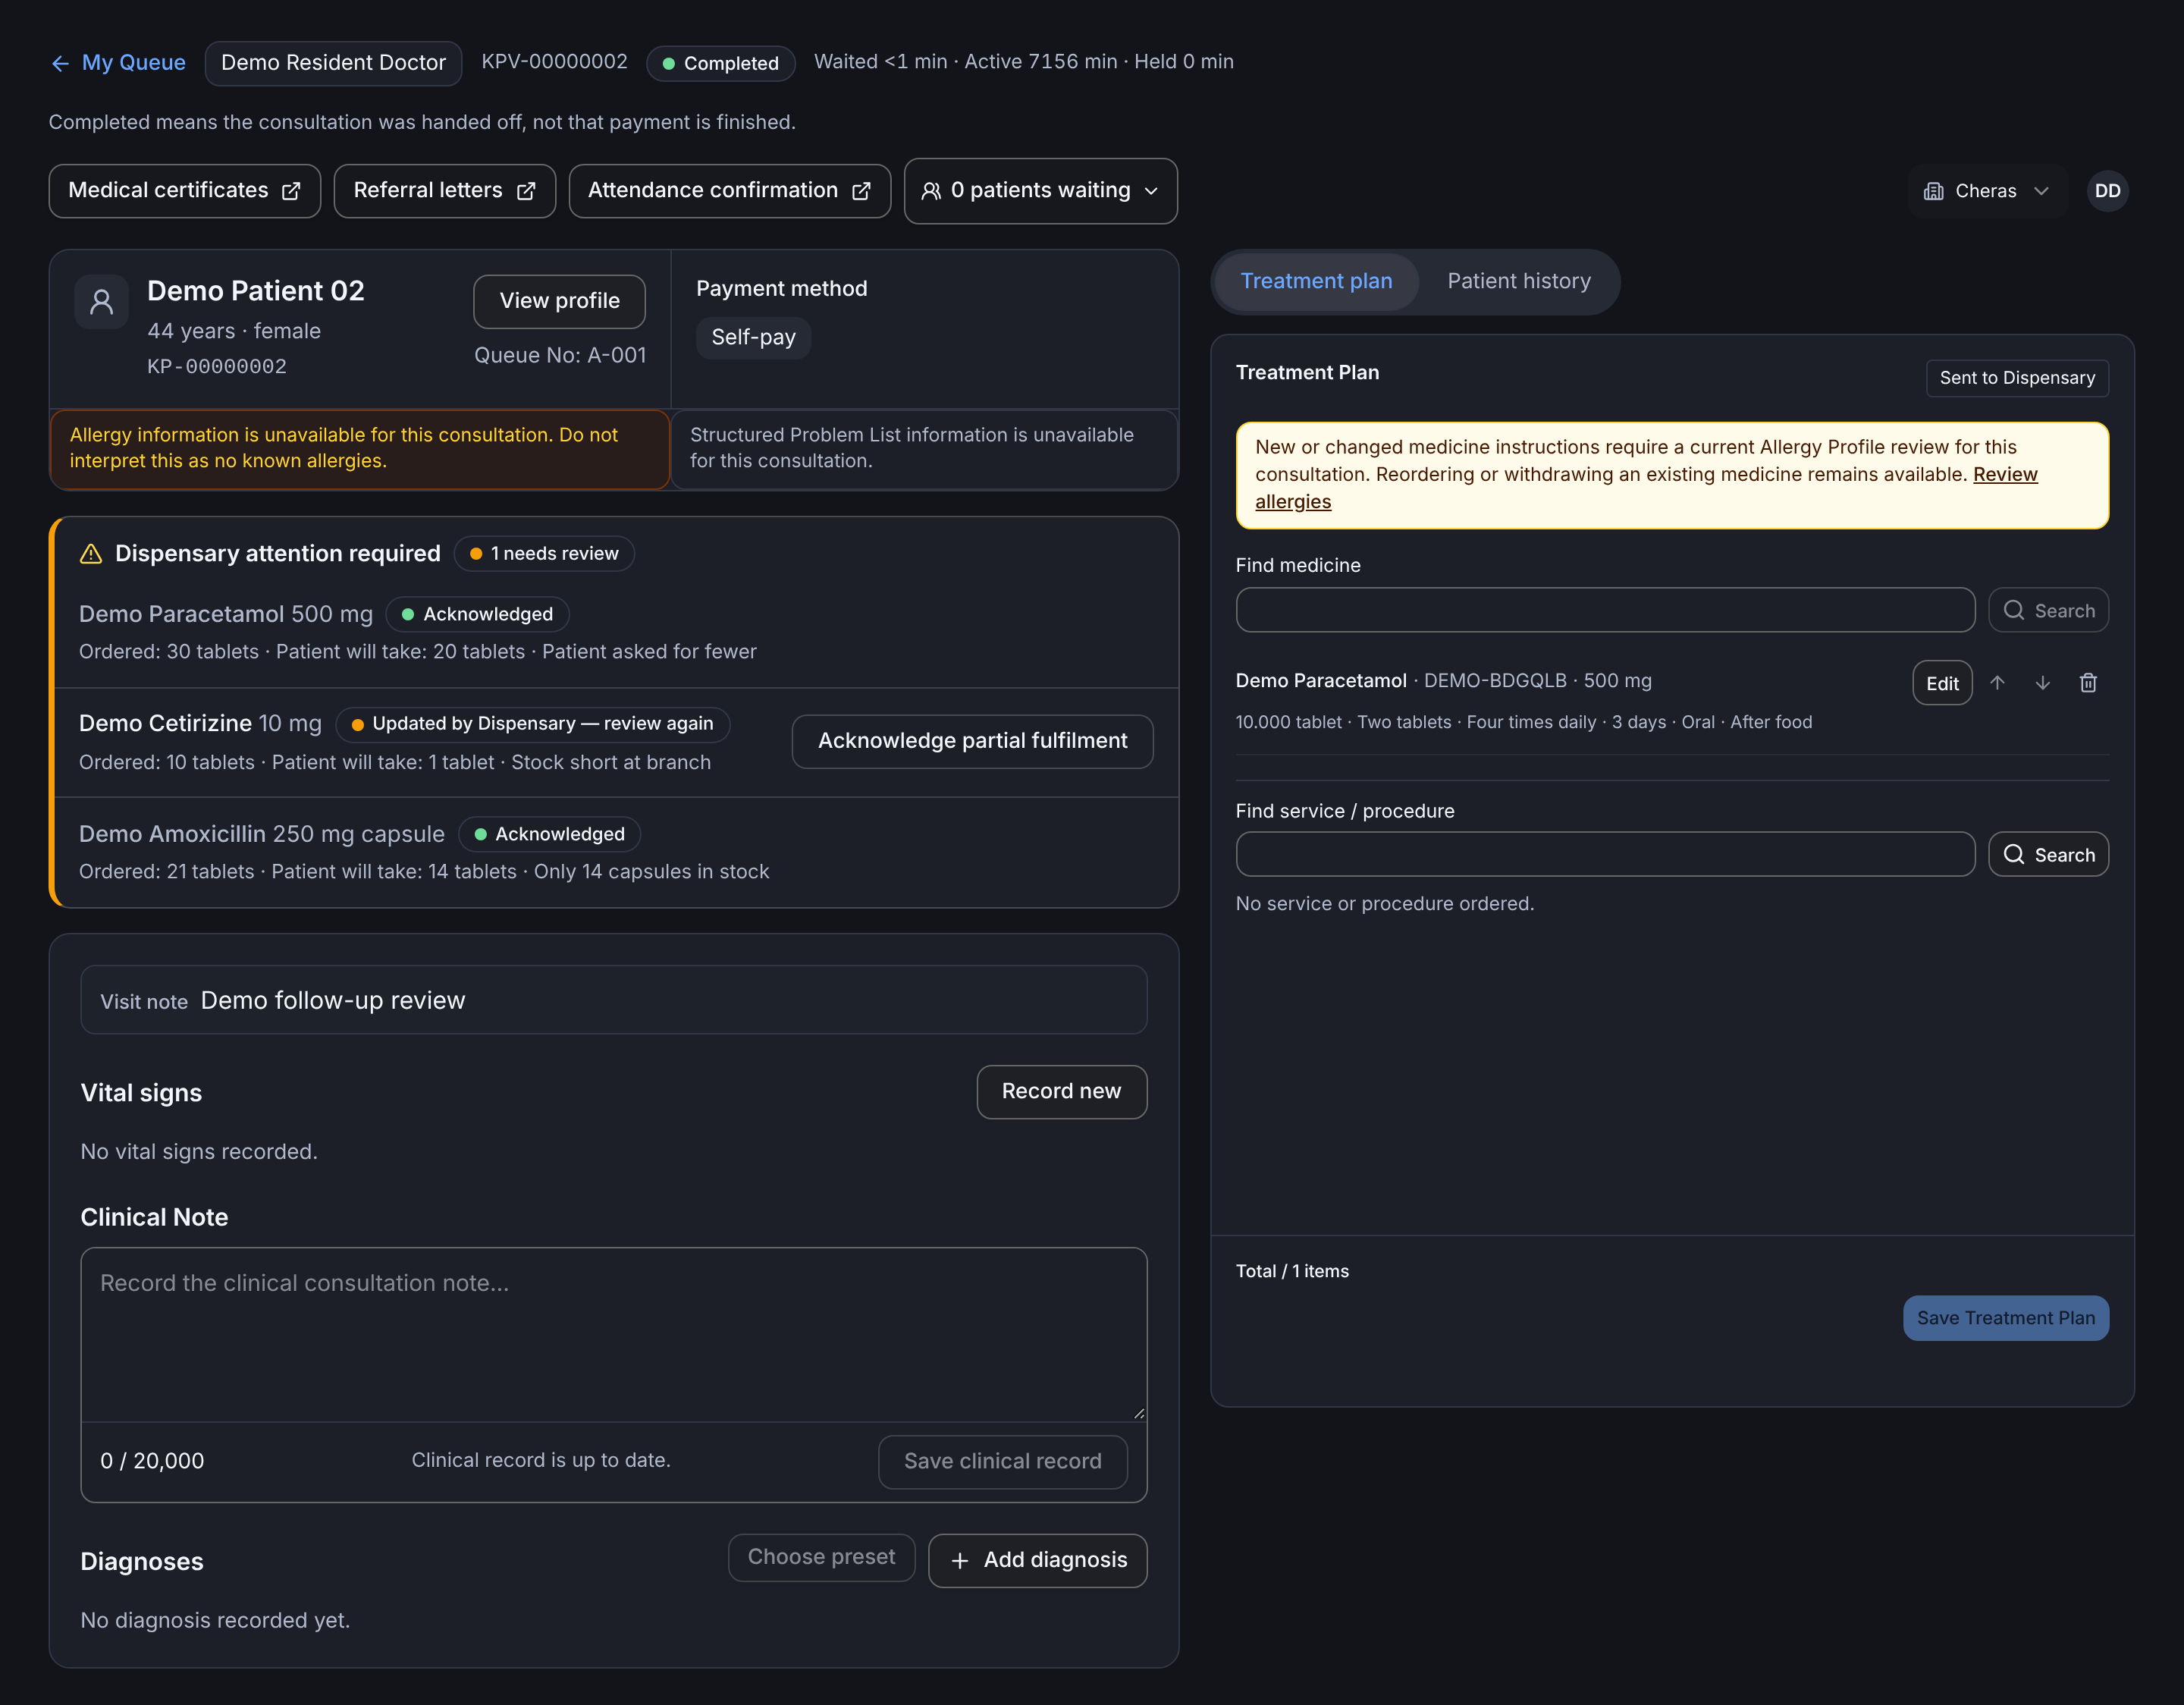 My Queue
Demo Resident Doctor
KPV-00000002
Completed
Waited <1 min · Active 7156 min · Held 0 min
Completed means the consultation was handed off, not that payment is finished.
Medical certificates
Referral letters
Attendance confirmation
0 patients waiting
Cheras
DD
Demo Patient 02
44 years · female
KP-00000002
View profile
Queue No: A-001
Payment method
Self-pay
Allergy information is unavailable for this consultation. Do not
interpret this as no known allergies.
Structured Problem List information is unavailable
for this consultation.
Dispensary attention required
1 needs review
Demo Paracetamol 500 mg
Acknowledged
Ordered: 30 tablets · Patient will take: 20 tablets · Patient asked for fewer
Demo Cetirizine 10 mg
Updated by Dispensary — review again
Ordered: 10 tablets · Patient will take: 1 tablet · Stock short at branch
Acknowledge partial fulfilment
Demo Amoxicillin 250 mg capsule
Acknowledged
Ordered: 21 tablets · Patient will take: 14 tablets · Only 14 capsules in stock
Visit note Demo follow-up review
Vital signs
Record new
No vital signs recorded.
Clinical Note
Record the clinical consultation note...
0 / 20,000
Clinical record is up to date.
Save clinical record
Diagnoses
Choose preset
Add diagnosis
No diagnosis recorded yet.
Treatment plan
Patient history
Treatment Plan
Sent to Dispensary
New or changed medicine instructions require a current Allergy Profile review for this
consultation. Reordering or withdrawing an existing medicine remains available. Review
allergies
Find medicine
Search
Demo Paracetamol · DEMO-BDGQLB · 500 mg
Edit
10.000 tablet · Two tablets · Four times daily · 3 days · Oral · After food
Find service / procedure
Search
No service or procedure ordered.
Total / 1 items
Save Treatment Plan